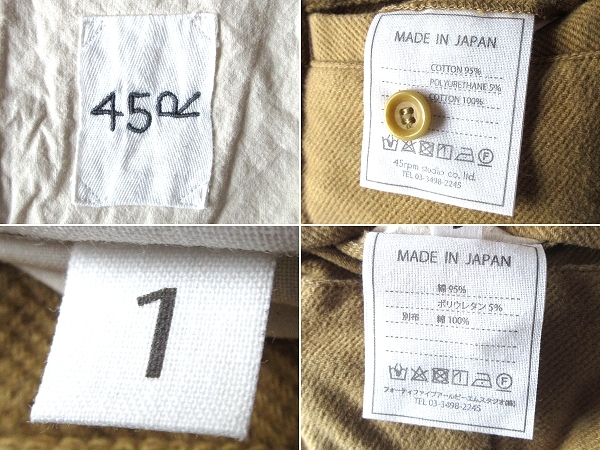 45R
MADE IN JAPAN
COTTON 95%
POLYURETHANE 5%
COTTON 100%
45rpm studio co. ltd.
TEL 03-3498-2245
1
MADE IN JAPAN
綿 95%
ポリウレタン 5%
別布 綿 100%
フォーティファイブアールピーエムスタジオ(株)
TEL 03-3498-2245